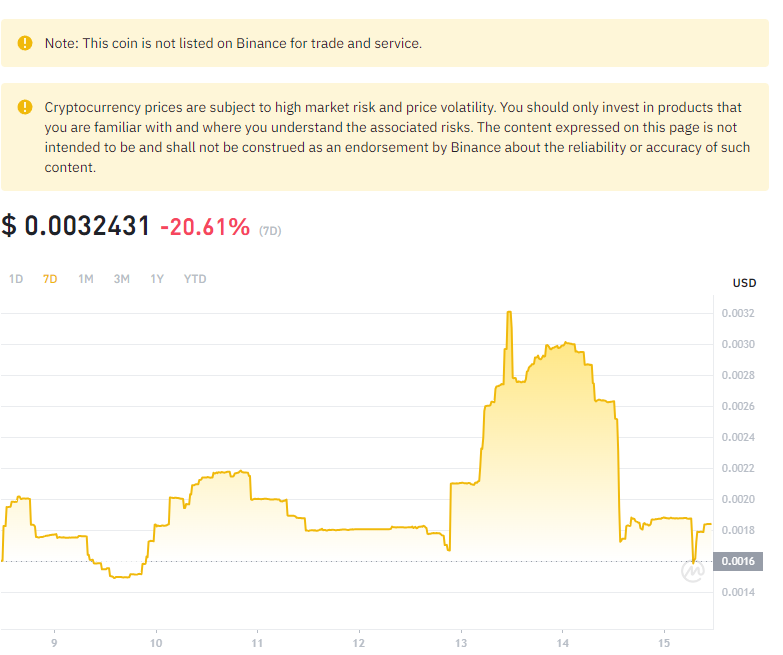 Note: This coin is not listed on Binance for trade and service.
Cryptocurrency prices are subject to high market risk and price volatility. You should only invest in products that
you are familiar with and where you understand the associated risks. The content expressed on this page is not
intended to be and shall not be construed as an endorsement by Binance about the reliability or accuracy of such
content.
$ 0.0032431 -20.61% (7D)
1D 7D 1M 3M 1Y YTD
USD
0.0032
0.0030
0.0028
0.0026
0.0024
0.0022
0.0020
0.0018
0.0016
0.0014
9 10 11 12 13 14 15